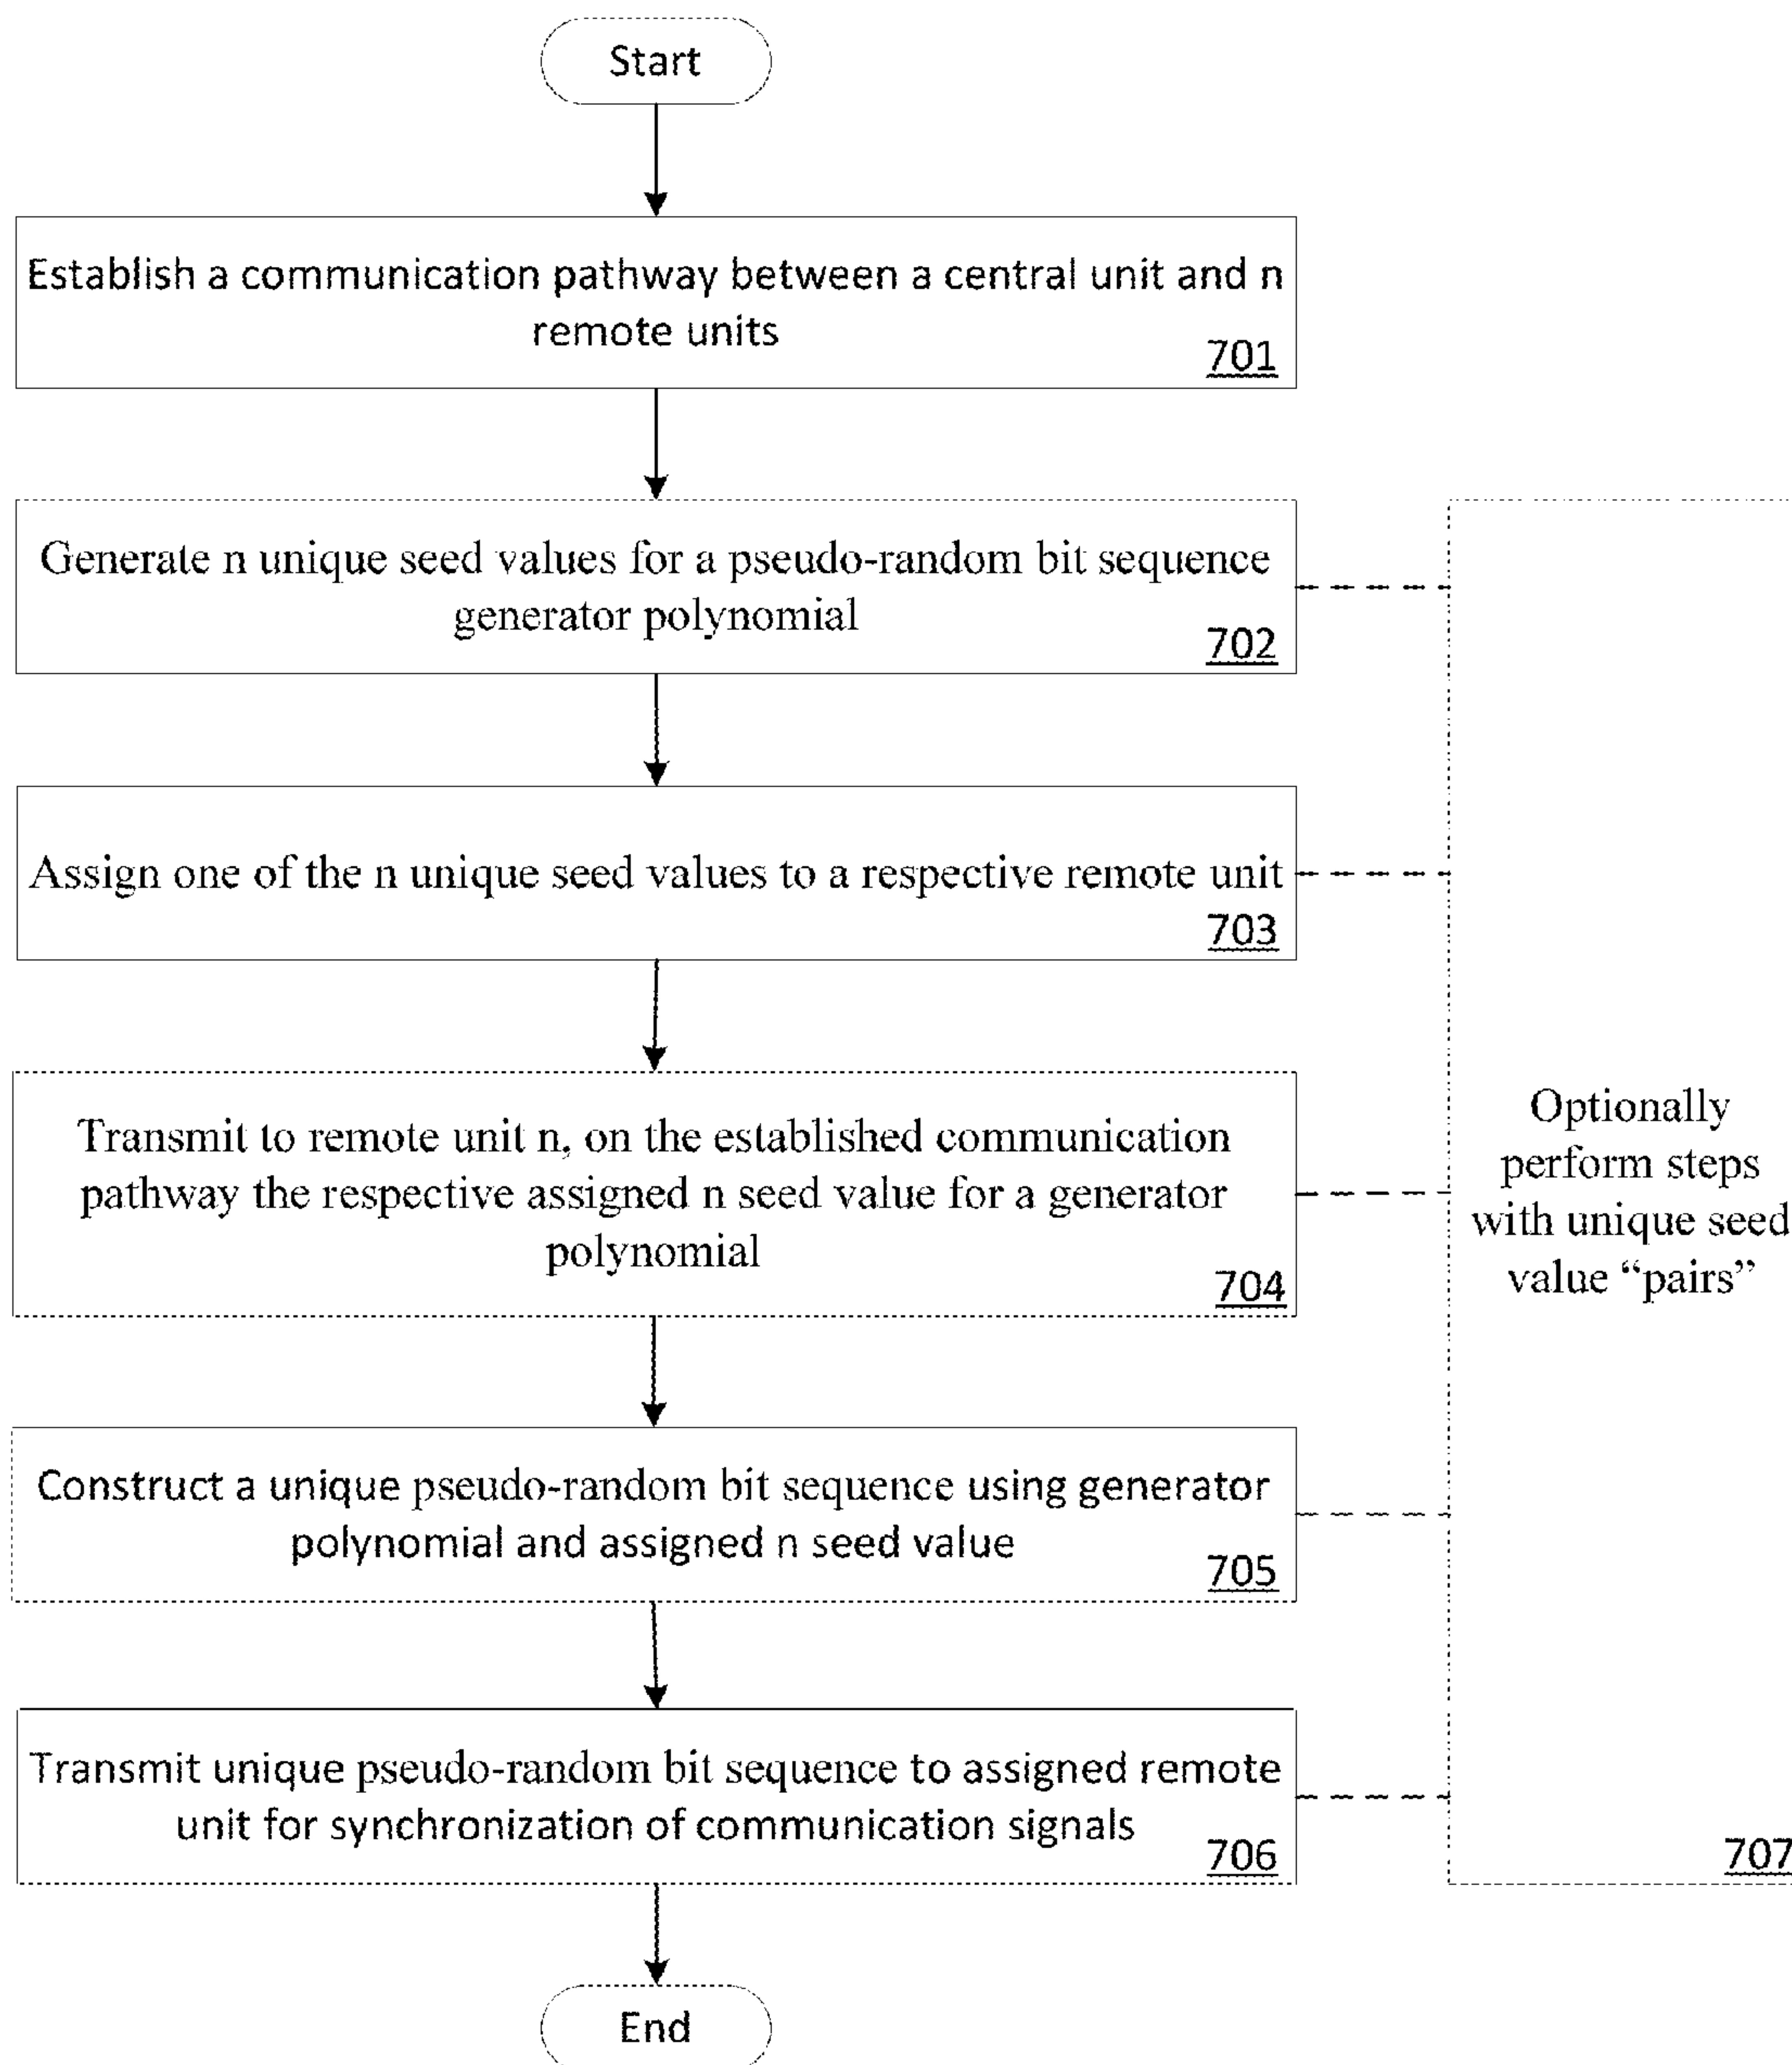 Start
Establish a communication pathway between a central unit and n
remote units
701
Generate n unique seed values for a pseudo-random bit sequence
generator polynomial
702
Assign one of the n unique seed values to a respective remote unit
703
Transmit to remote unit n, on the established communication
pathway the respective assigned n seed value for a generator
polynomial
704
Construct a unique pseudo-random bit sequence using generator
polynomial and assigned n seed value
705
Transmit unique pseudo-random bit sequence to assigned remote
unit for synchronization of communication signals
706
End
Optionally
perform steps
with unique seed
value “pairs”
707